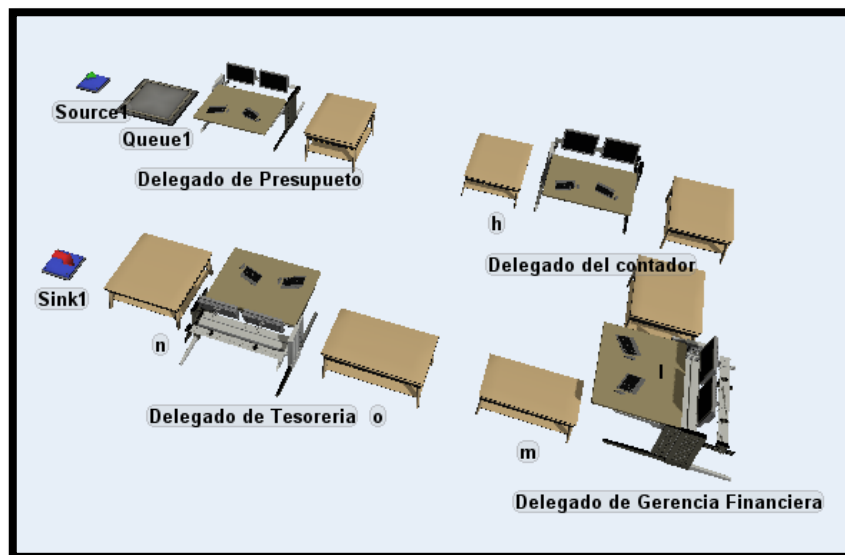 Source1
Queue1
Delegado de Presupueto
h
Delegado del contador
Sink1
n
l
Delegado de Tesoreria
o
m
Delegado de Gerencia Financiera